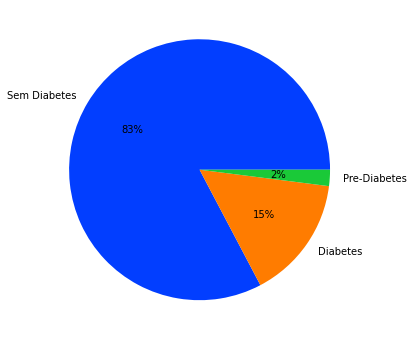 Sem Diabetes
83%
2%
Pre-Diabetes
15%
Diabetes